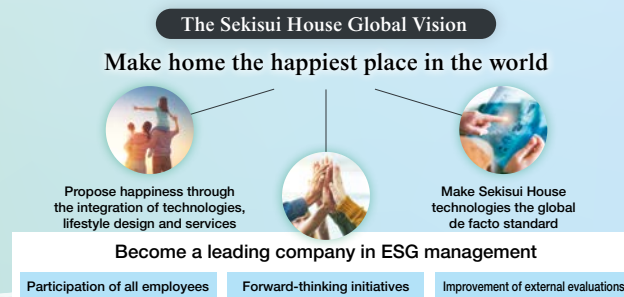 The Sekisui House Global Vision
Make home the happiest place in the world
Propose happiness through
the integration of technologies,
lifestyle design and services
Make Sekisui House
technologies the global
de facto standard
Become a leading company in ESG management
Participation of all employees
Forward-thinking initiatives
Improvement of external evaluations